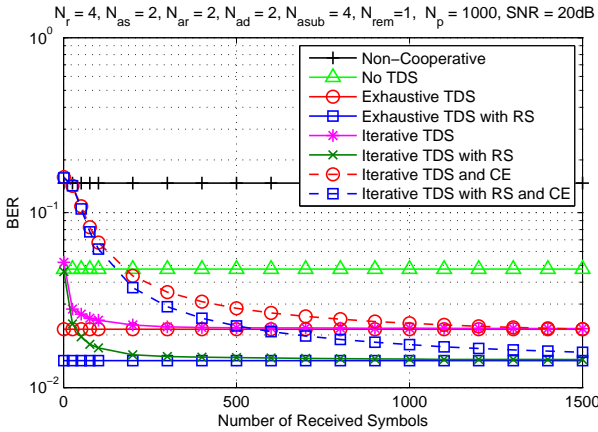 N_r = 4, N_as = 2, N_ar = 2, N_ad = 2, N_asub = 4, N_rem=1, N_p = 1000, SNR = 20dB
10^0
Non-Cooperative
No TDS
Exhaustive TDS
Exhaustive TDS with RS
Iterative TDS
Iterative TDS with RS
Iterative TDS and CE
Iterative TDS with RS and CE
BER
10^-1
10^-2
0
500
1000
1500
Number of Received Symbols